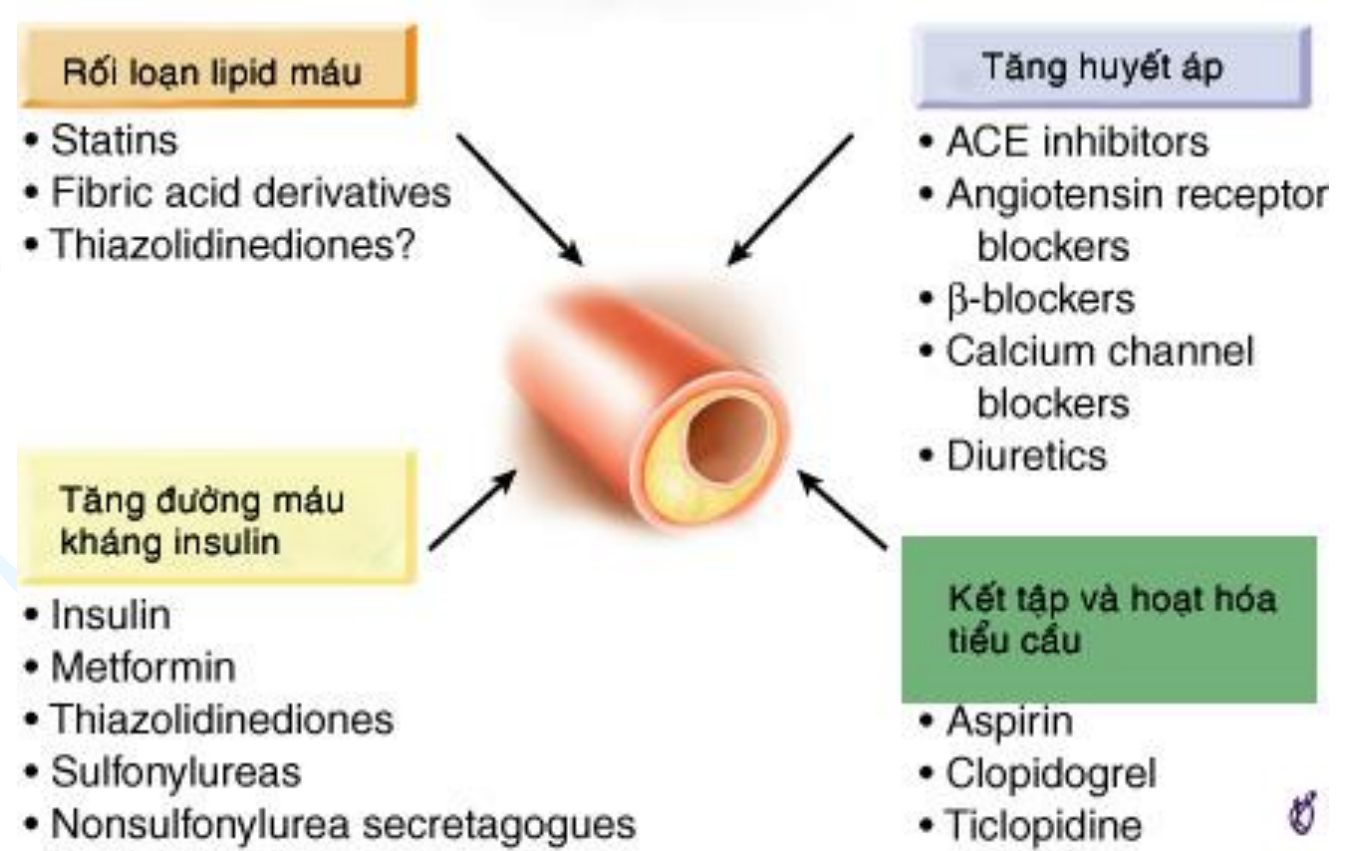 Rối loạn lipid máu
• Statins
• Fibric acid derivatives
• Thiazolidinediones?
Tăng huyết áp
• ACE inhibitors
• Angiotensin receptor
blockers
• β-blockers
• Calcium channel
blockers
• Diuretics
Tăng đường máu
kháng insulin
• Insulin
• Metformin
• Thiazolidinediones
• Sulfonylureas
• Nonsulfonylurea secretagogues
Kết tập và hoạt hóa
tiểu cầu
• Aspirin
• Clopidogrel
• Ticlopidine